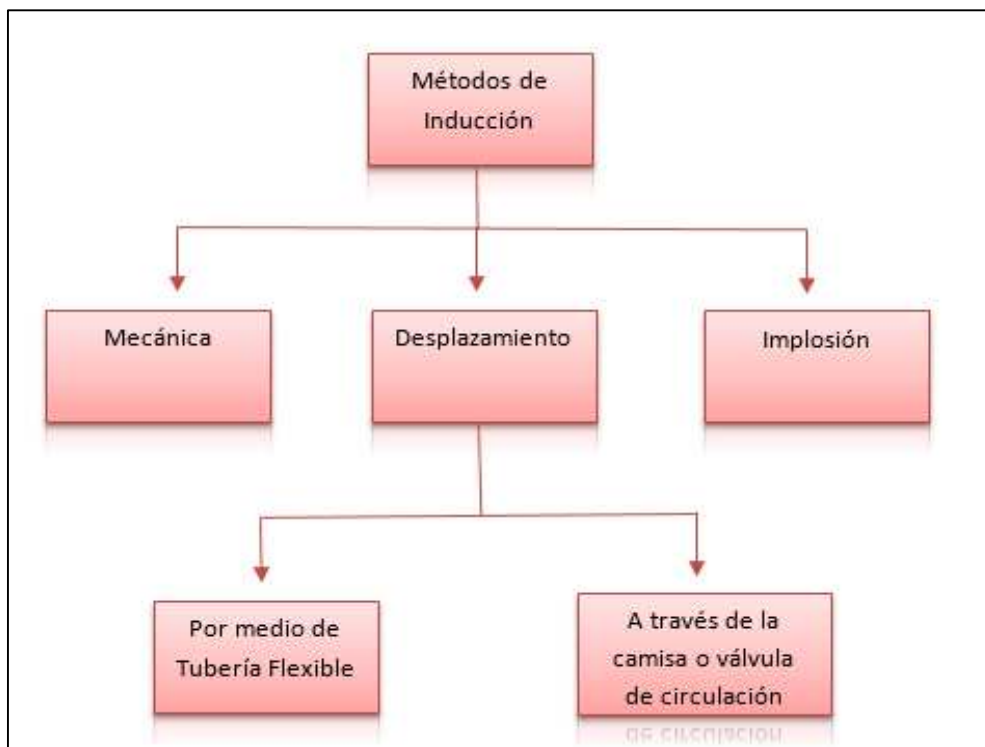 Métodos de
Inducción
Mecánica
Desplazamiento
Implosión
Por medio de
Tubería Flexible
A través de la
camisa o válvula
de circulación